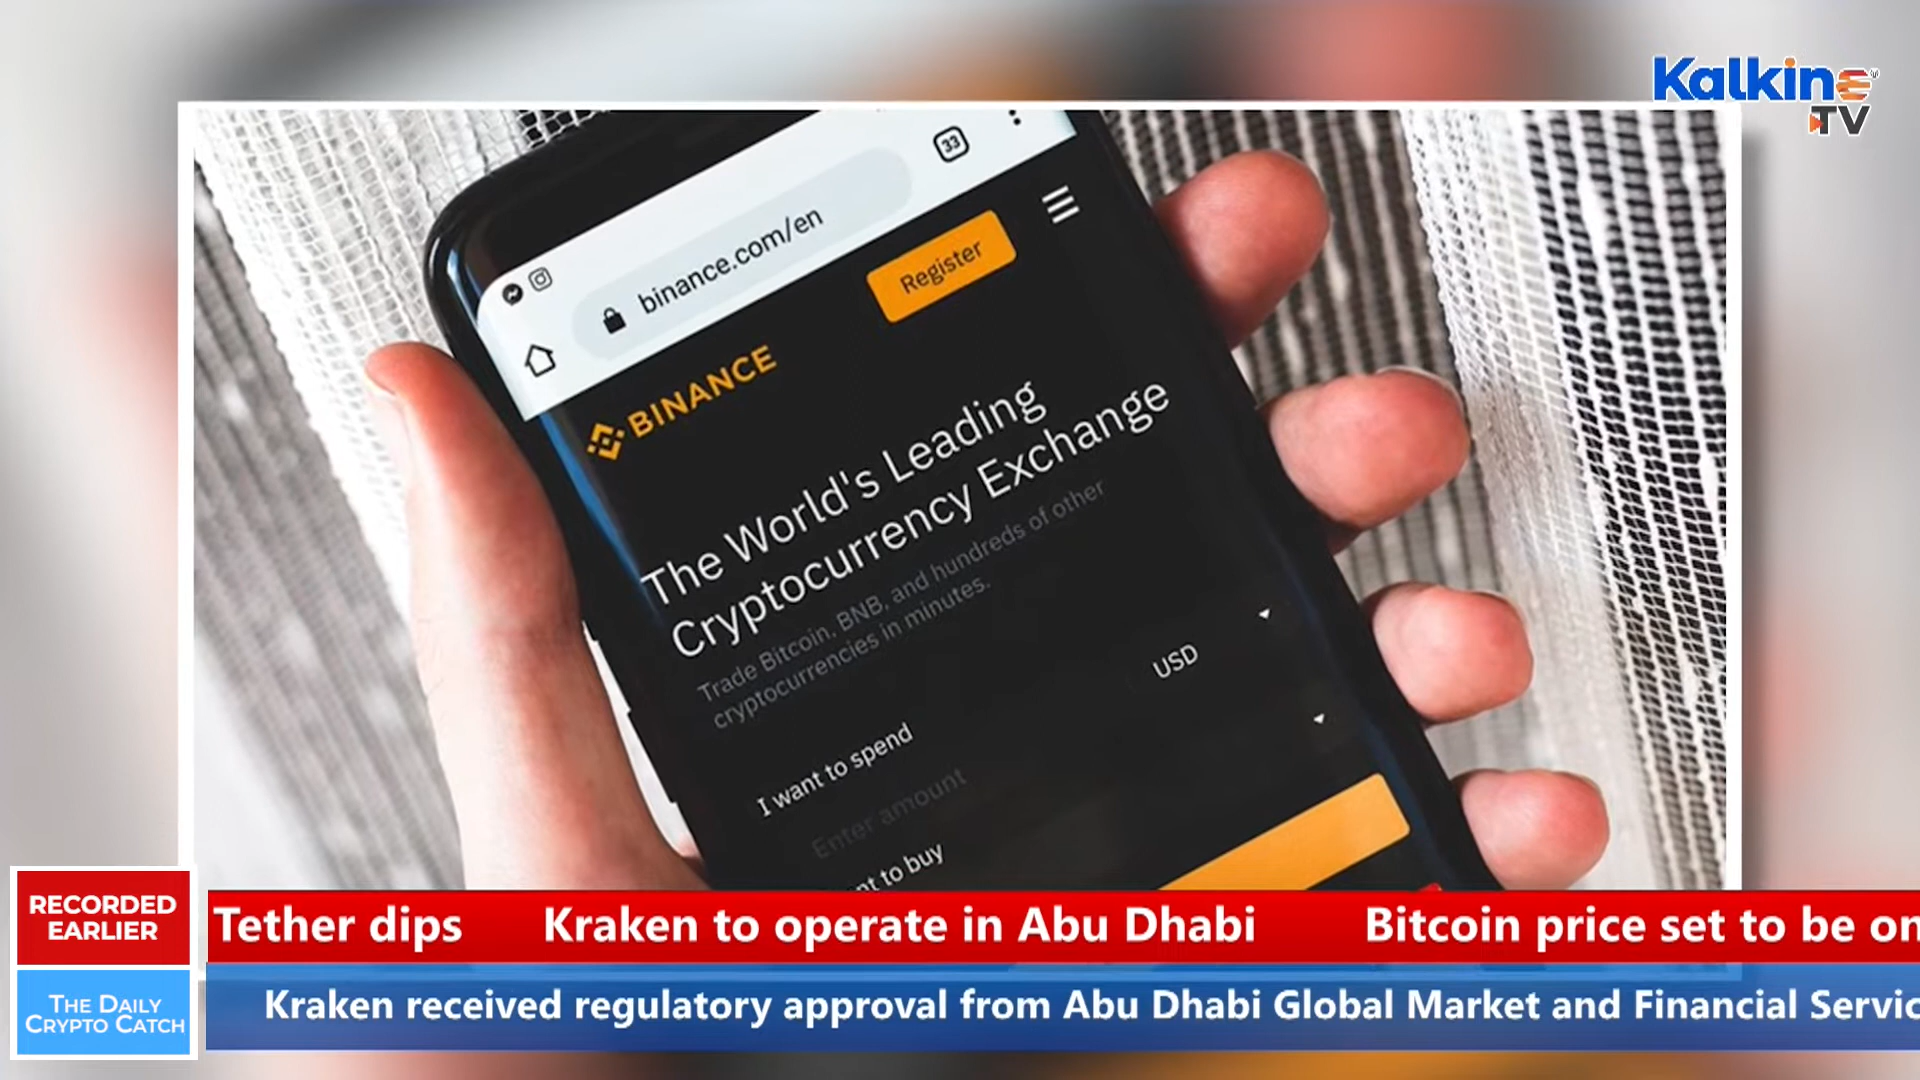 Kalkine
TV
33
binance.com/en
Register
BINANCE
The World's Leading
Cryptocurrency Exchange
Trade Bitcoin, BNB, and hundreds of other
cryptocurrencies in minutes.
I want to spend
USD
Enter amount
to buy
RECORDED
EARLIER
Tether dips Kraken to operate in Abu Dhabi Bitcoin price set to be on
THE DAILY
CRYPTO CATCH
Kraken received regulatory approval from Abu Dhabi Global Market and Financial